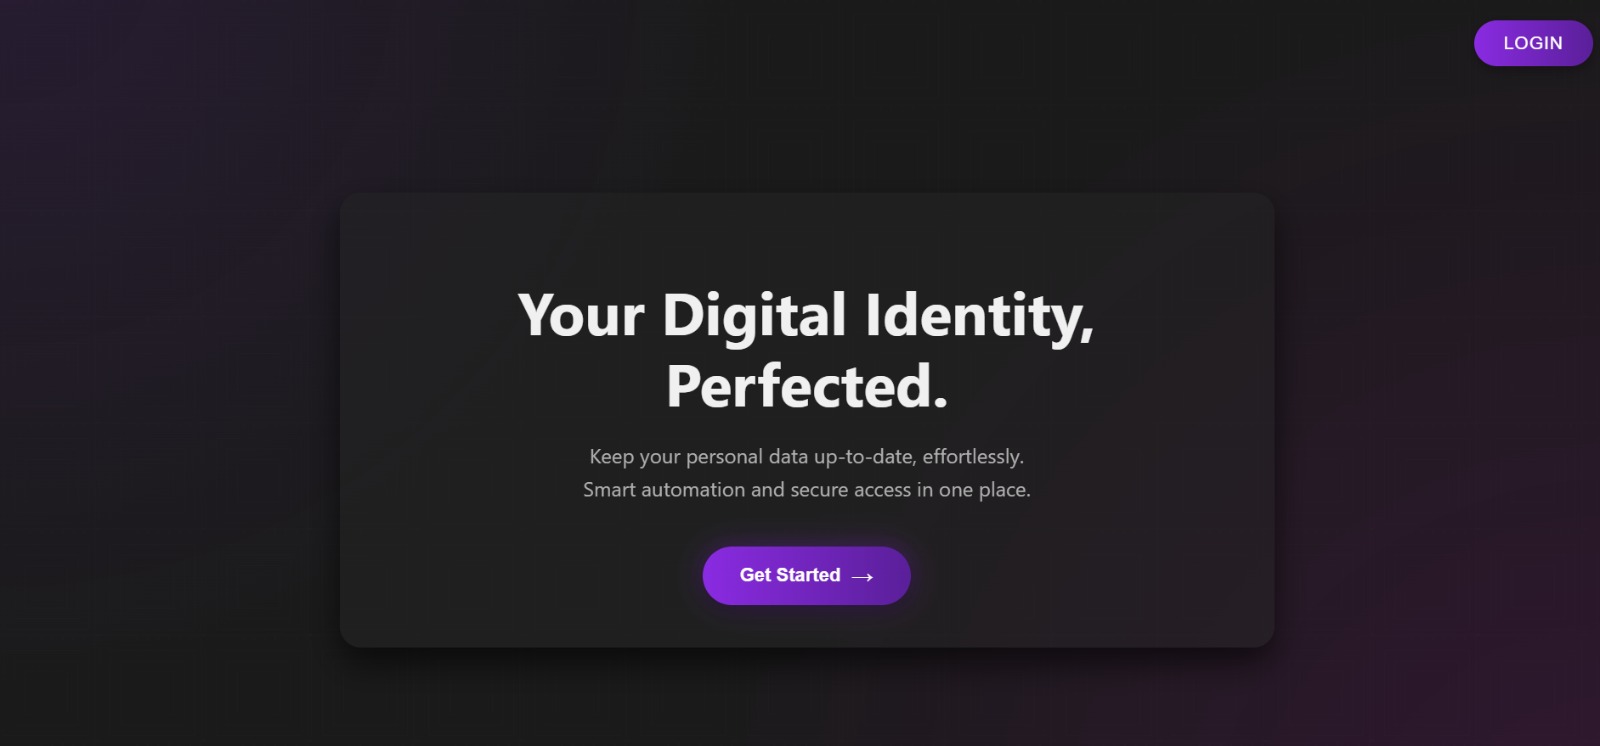 LOGIN
Your Digital Identity,
Perfected.
Keep your personal data up-to-date, effortlessly.
Smart automation and secure access in one place.
Get Started →